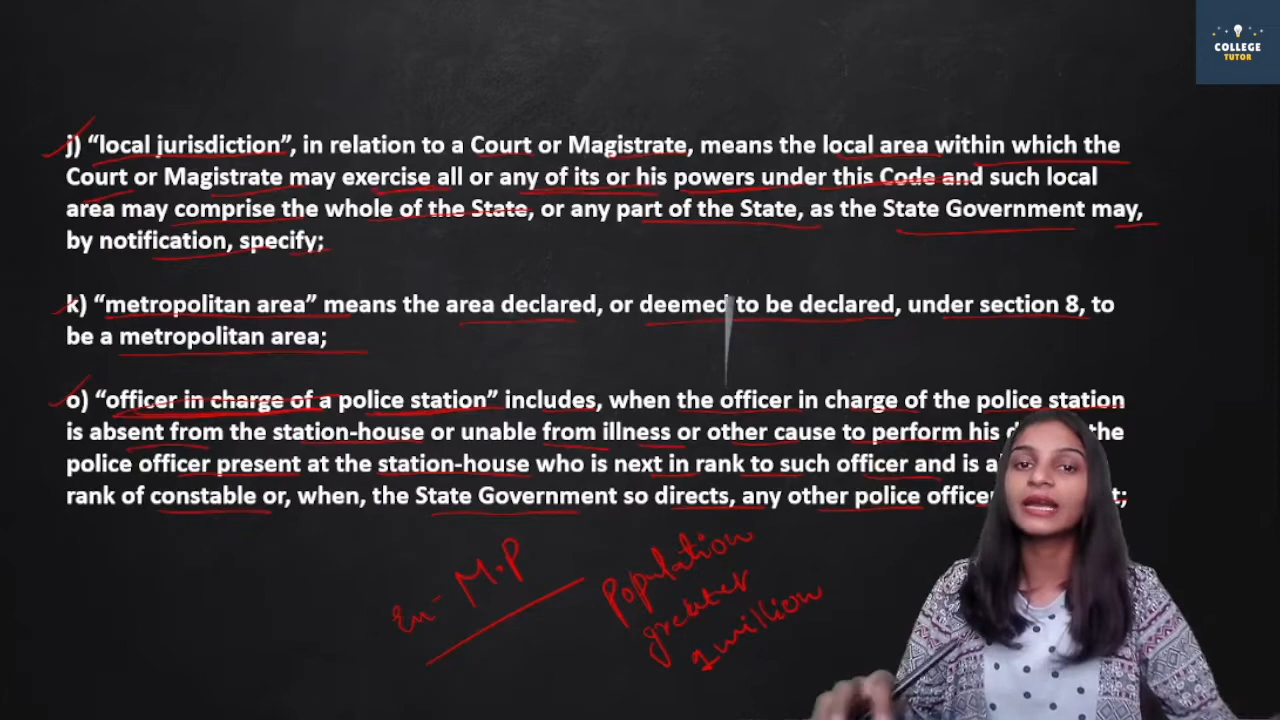 COLLEGE
TUTOR
j) “local jurisdiction”, in relation to a Court or Magistrate, means the local area within which the
Court or Magistrate may exercise all or any of its or his powers under this Code and such local
area may comprise the whole of the State, or any part of the State, as the State Government may,
by notification, specify;
k) “metropolitan area” means the area declared, or deemed to be declared, under section 8, to
be a metropolitan area;
o) “officer in charge of a police station” includes, when the officer in charge of the police station
is absent from the station-house or unable from illness or other cause to perform his the
police officer present at the station-house who is next in rank to such officer and is
rank of constable or, when, the State Government so directs, any other police
M.P
Population
greater
1 million